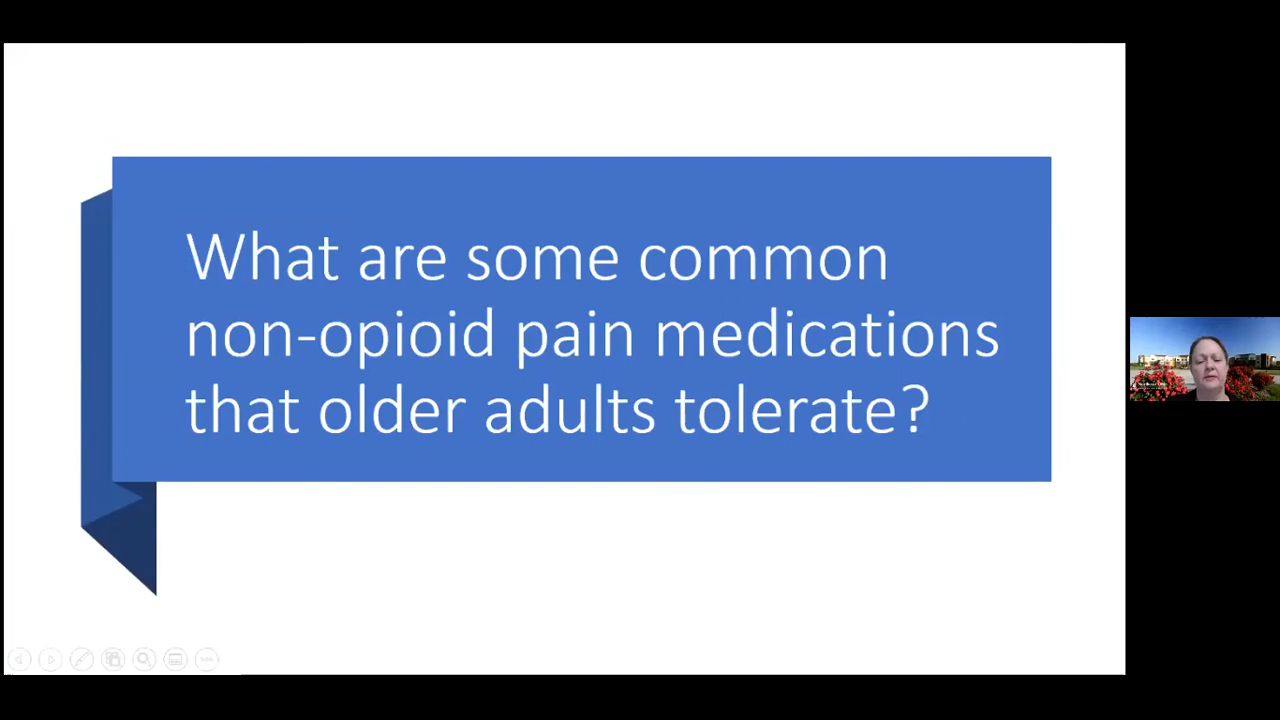 What are some common
non-opioid pain medications
that older adults tolerate?